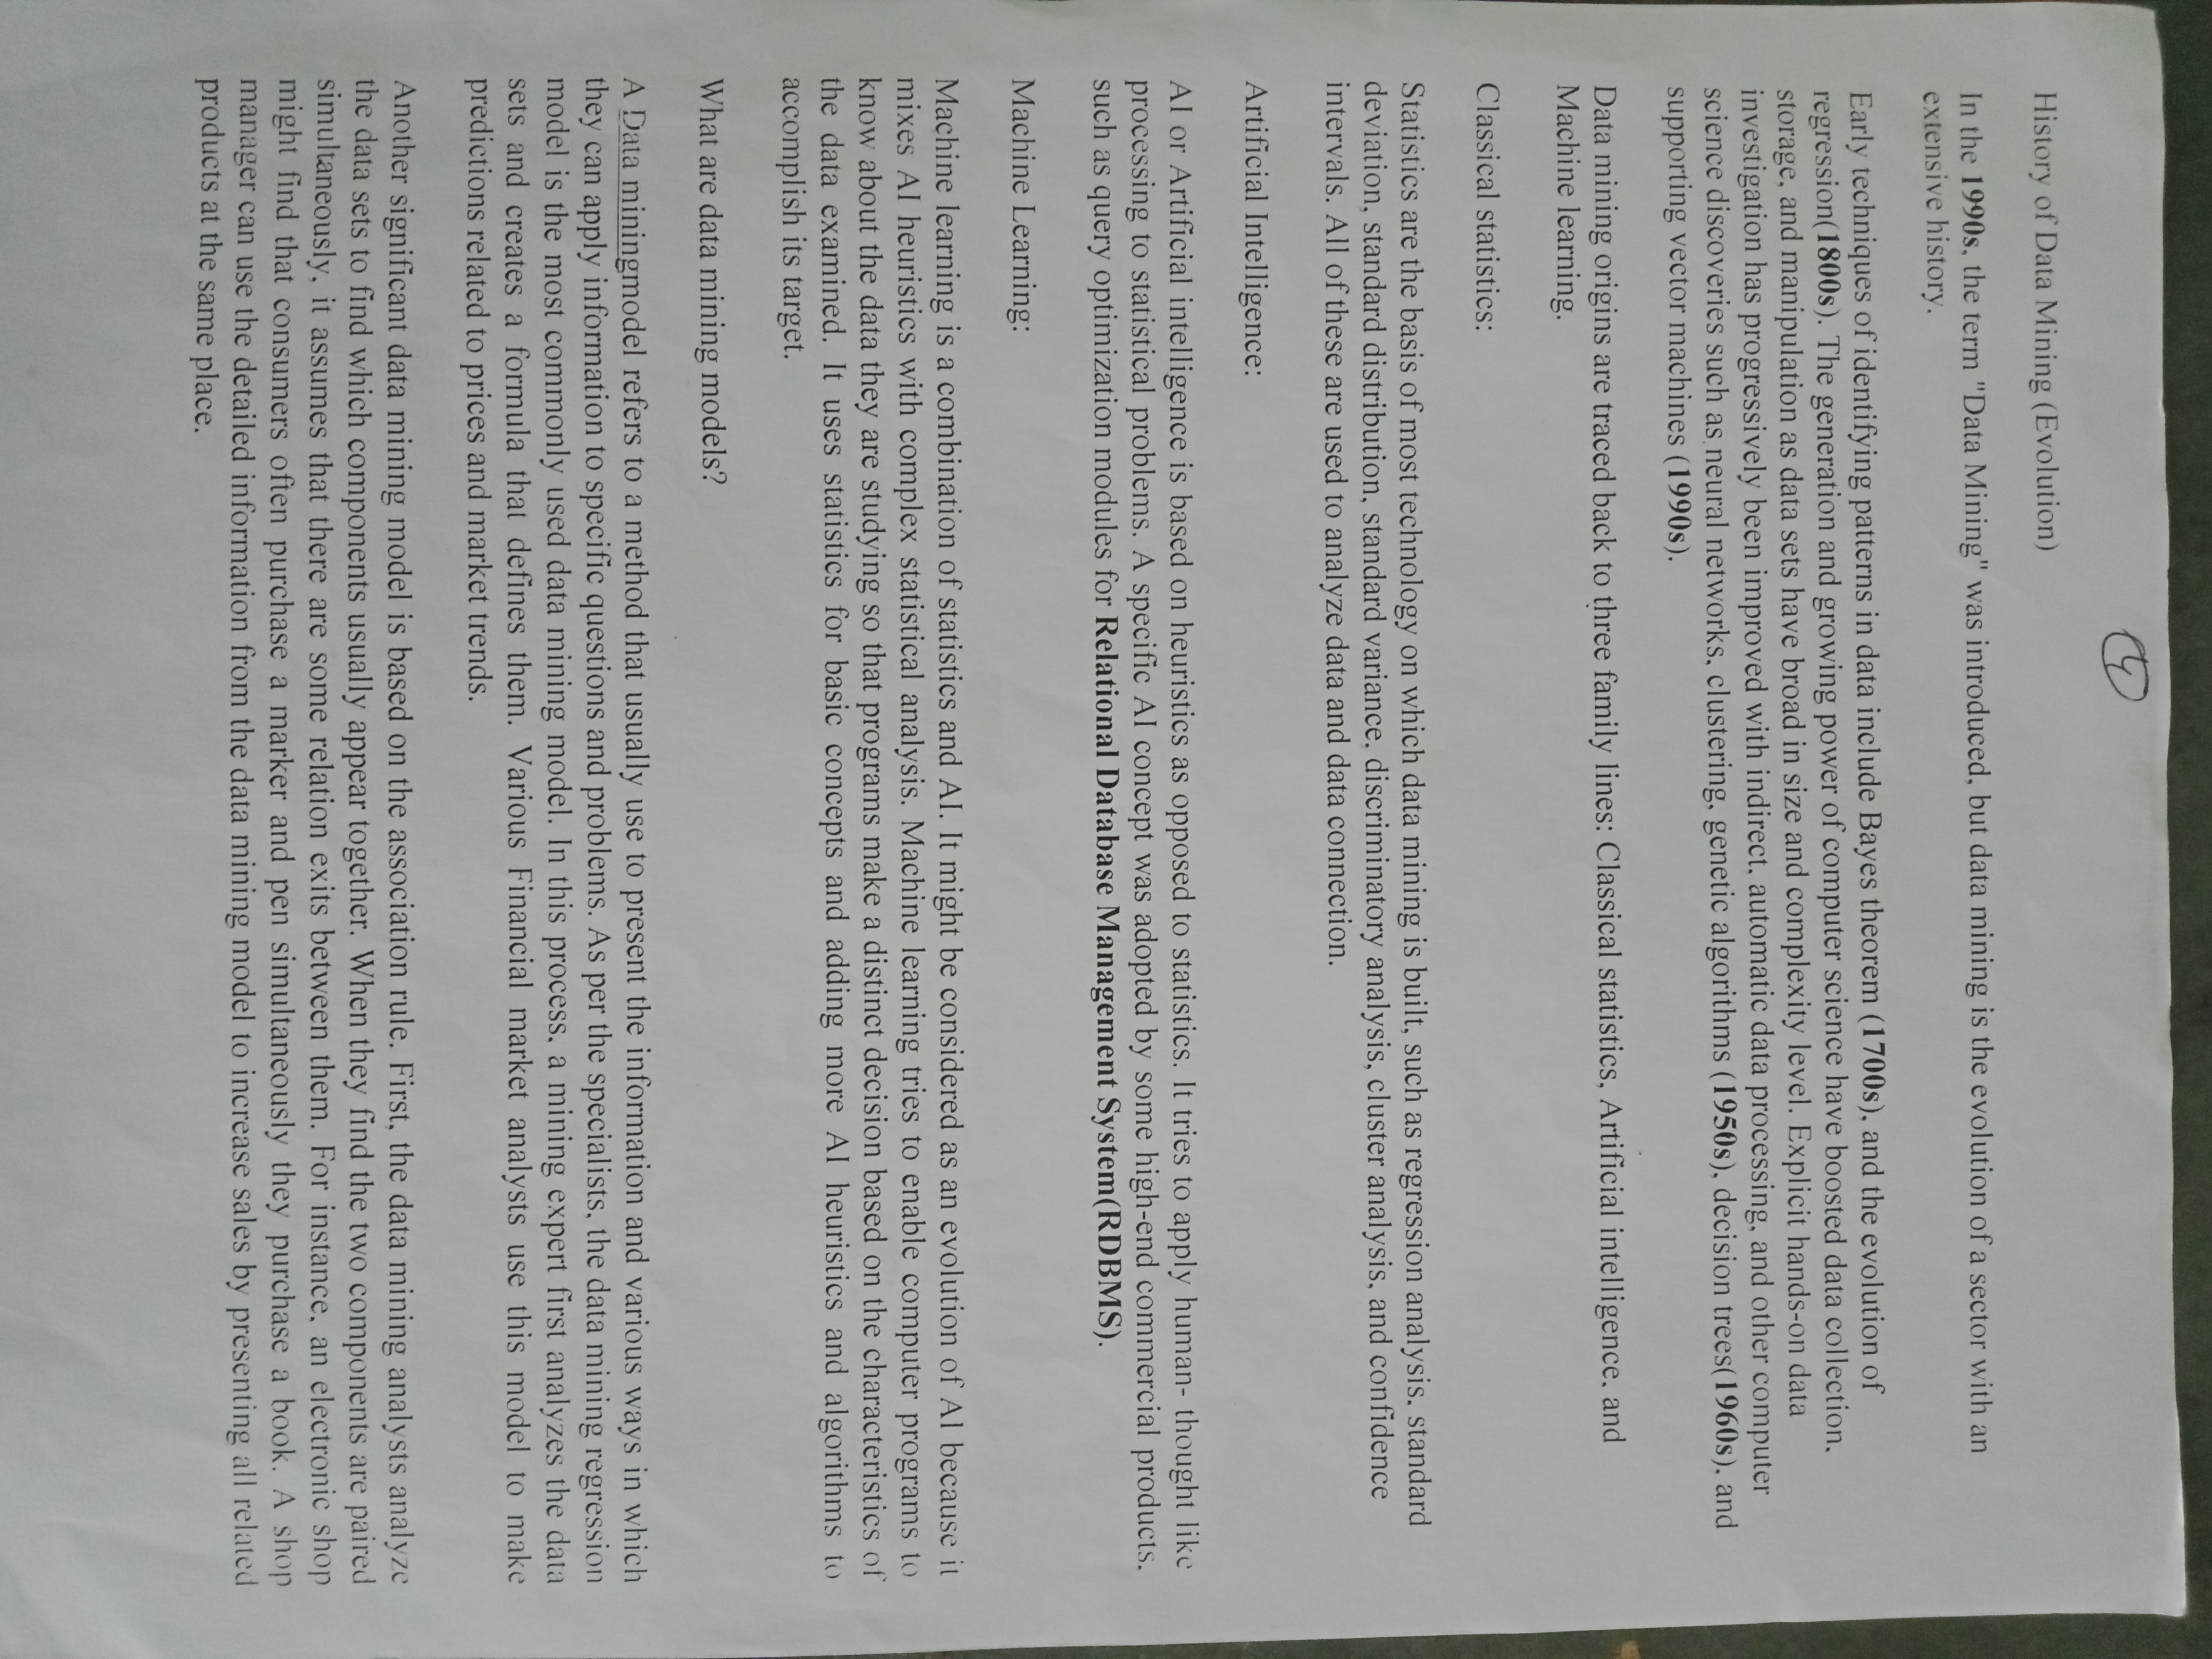 4
History of Data Mining (Evolution)
In the 1990s, the term "Data Mining" was introduced, but data mining is the evolution of a sector with an
extensive history.
Early techniques of identifying patterns in data include Bayes theorem (1700s), and the evolution of
regression(1800s). The generation and growing power of computer science have boosted data collection,
storage, and manipulation as data sets have broad in size and complexity level. Explicit hands-on data
investigation has progressively been improved with indirect, automatic data processing, and other computer
science discoveries such as neural networks, clustering, genetic algorithms (1950s), decision trees(1960s), and
supporting vector machines (1990s).
Data mining origins are traced back to three family lines: Classical statistics, Artificial intelligence, and
Machine learning.
Classical statistics:
Statistics are the basis of most technology on which data mining is built, such as regression analysis, standard
deviation, standard distribution, standard variance, discriminatory analysis, cluster analysis, and confidence
intervals. All of these are used to analyze data and data connection.
Artificial Intelligence:
AI or Artificial intelligence is based on heuristics as opposed to statistics. It tries to apply human- thought like
processing to statistical problems. A specific AI concept was adopted by some high-end commercial products,
such as query optimization modules for Relational Database Management System(RDBMS).
Machine Learning:
Machine learning is a combination of statistics and AI. It might be considered as an evolution of AI because it
mixes AI heuristics with complex statistical analysis. Machine learning tries to enable computer programs to
know about the data they are studying so that programs make a distinct decision based on the characteristics of
the data examined. It uses statistics for basic concepts and adding more AI heuristics and algorithms to
accomplish its target.
What are data mining models?
A Data miningmodel refers to a method that usually use to present the information and various ways in which
they can apply information to specific questions and problems. As per the specialists, the data mining regression
model is the most commonly used data mining model. In this process, a mining expert first analyzes the data
sets and creates a formula that defines them. Various Financial market analysts use this model to make
predictions related to prices and market trends.
Another significant data mining model is based on the association rule. First, the data mining analysts analyze
the data sets to find which components usually appear together. When they find the two components are paired
simultaneously, it assumes that there are some relation exits between them. For instance, an electronic shop
might find that consumers often purchase a marker and pen simultaneously they purchase a book. A shop
manager can use the detailed information from the data mining model to increase sales by presenting all related
products at the same place.